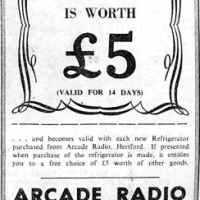 IS WORTH
£5
(VALID FOR 14 DAYS)
. . . and becomes valid with each new Refrigerator
purchased from Arcade Radio, Hertford. If presented
when purchase of the refrigerator is made, it entitles
you to a free choice of £5 worth of other goods.
ARCADE RADIO